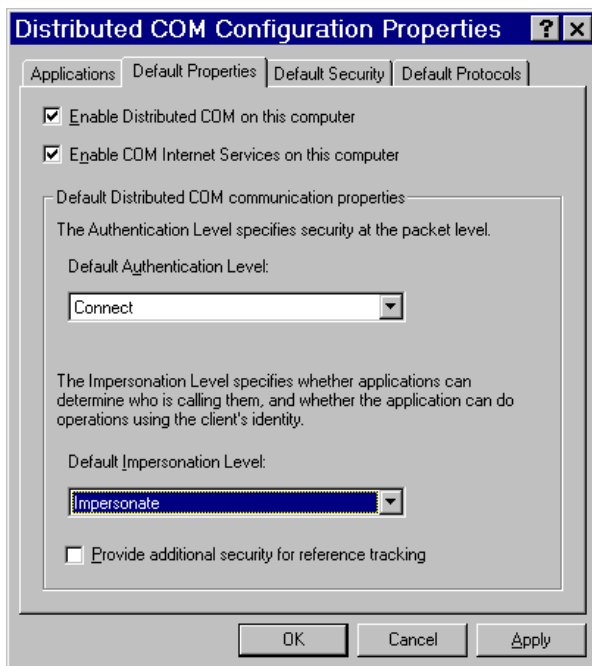 Distributed COM Configuration Properties ? ×
Applications Default Properties Default Security Default Protocols
Enable Distributed COM on this computer
Enable COM Internet Services on this computer
Default Distributed COM communication properties
The Authentication Level specifies security at the packet level.
Default Authentication Level:
Connect
The Impersonation Level specifies whether applications can
determine who is calling them, and whether the application can do
operations using the client's identity.
Default Impersonation Level:
Impersonate
Provide additional security for reference tracking
OK Cancel Apply